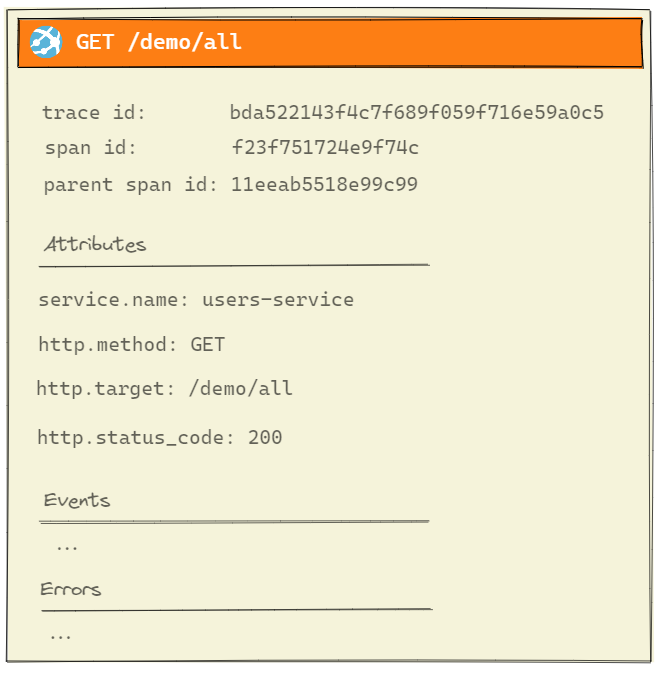 GET /demo/all
trace id: bda522143f4c7f689f059f716e59a0c5
span id: f23f751724e9f74c
parent span id: 11eeab5518e99c99
Attributes
service.name: users-service
http.method: GET
http.target: /demo/all
http.status_code: 200
Events
...
Errors
...